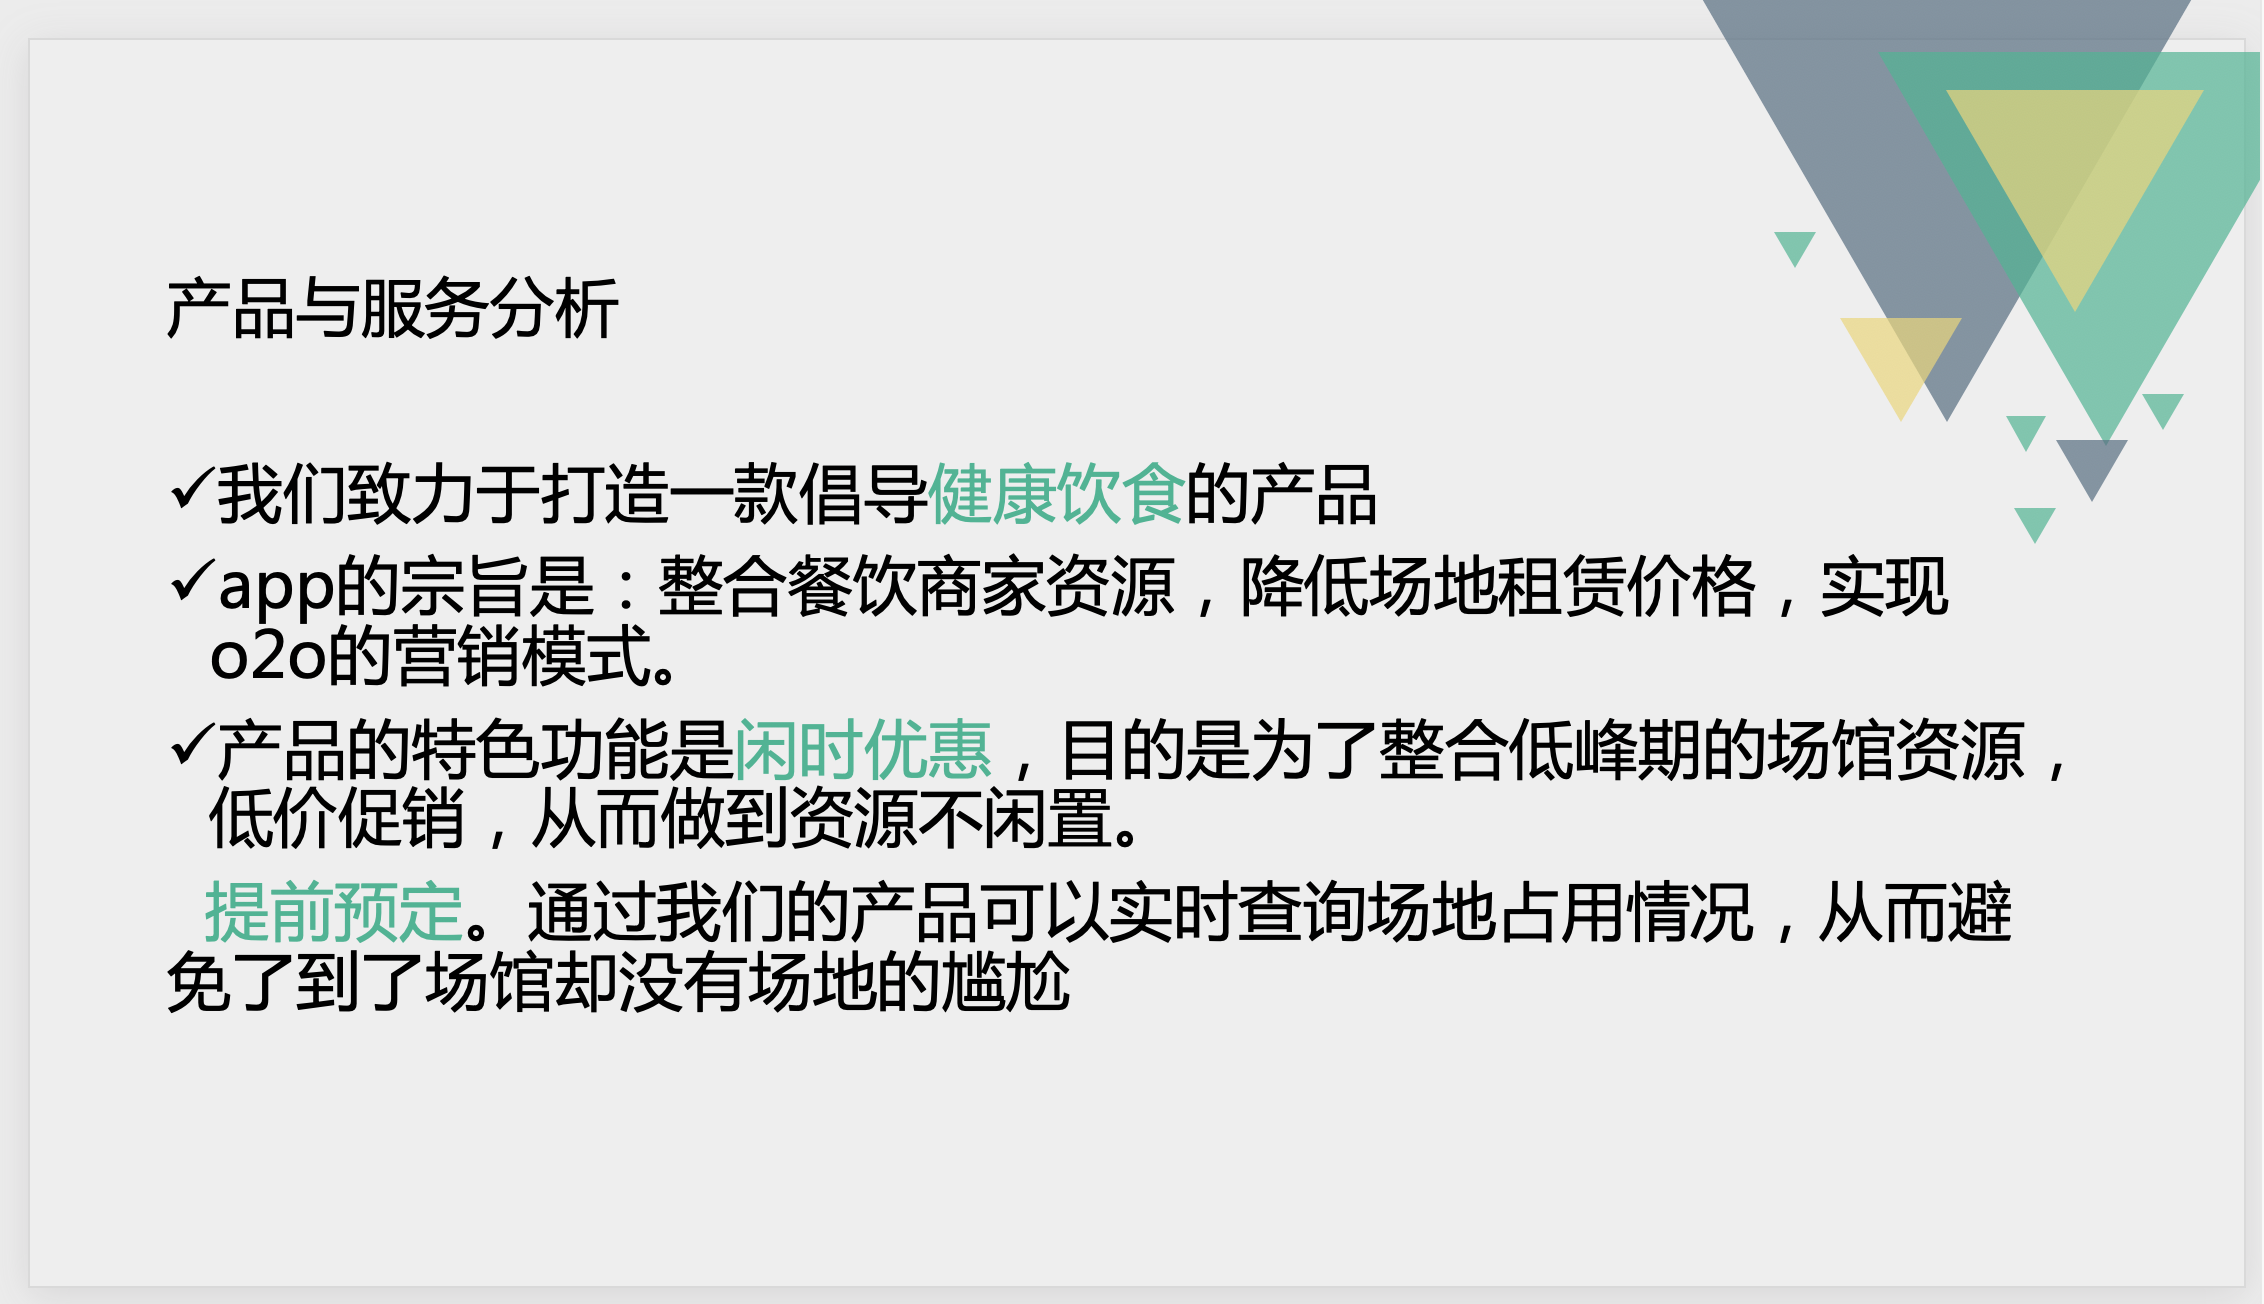 产品与服务分析
✓我们致力于打造一款倡导健康饮食的产品
✓app的宗旨是：整合餐饮商家资源，降低场地租赁价格，实现
o2o的营销模式。
✓产品的特色功能是闲时优惠，目的是为了整合低峰期的场馆资源，
低价促销，从而做到资源不闲置。
提前预定。通过我们的产品可以实时查询场地占用情况，从而避
免了到了场馆却没有场地的尴尬